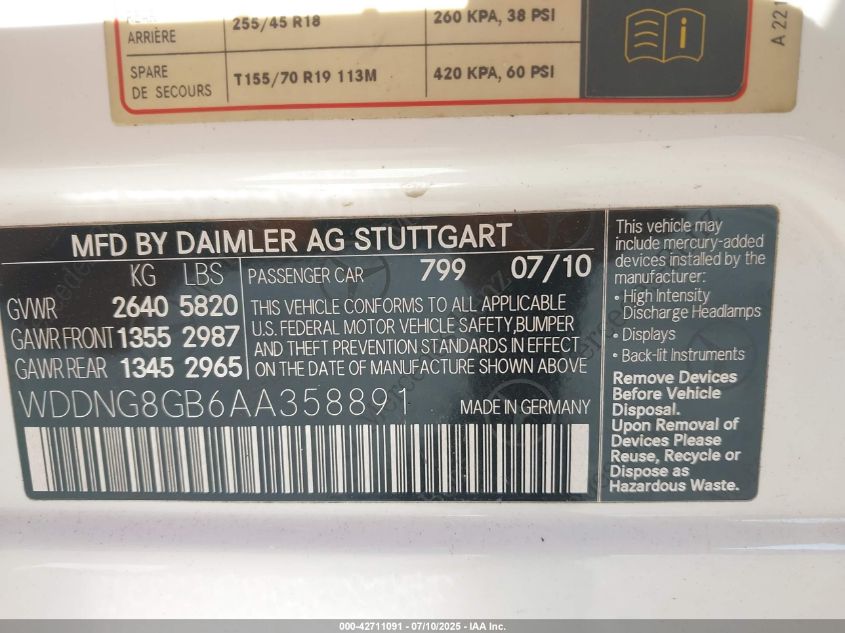 ARRIÈRE 255/45 R18 260 KPA, 38 PSI
SPARE
DE SECOURS T155/70 R19 113M 420 KPA, 60 PSI
A 221
MFD BY DAIMLER AG STUTTGART
KG LBS PASSENGER CAR 799 07/10
GVWR 2640 5820
GAWR FRONT 1355 2987
GAWR REAR 1345 2965
THIS VEHICLE CONFORMS TO ALL APPLICABLE
U.S. FEDERAL MOTOR VEHICLE SAFETY,BUMPER
AND THEFT PREVENTION STANDARDS IN EFFECT
ON THE DATE OF MANUFACTURE SHOWN ABOVE
WDDNG8GB6AA358891 MADE IN GERMANY
This vehicle may
include mercury-added
devices installed by the
manufacturer:
• High Intensity
Discharge Headlamps
• Displays
• Back-lit Instruments
Remove Devices
Before Vehicle
Disposal.
Upon Removal of
Devices Please
Reuse, Recycle or
Dispose as
Hazardous Waste.
000-42711091 - 07/10/2025 - IAA Inc.